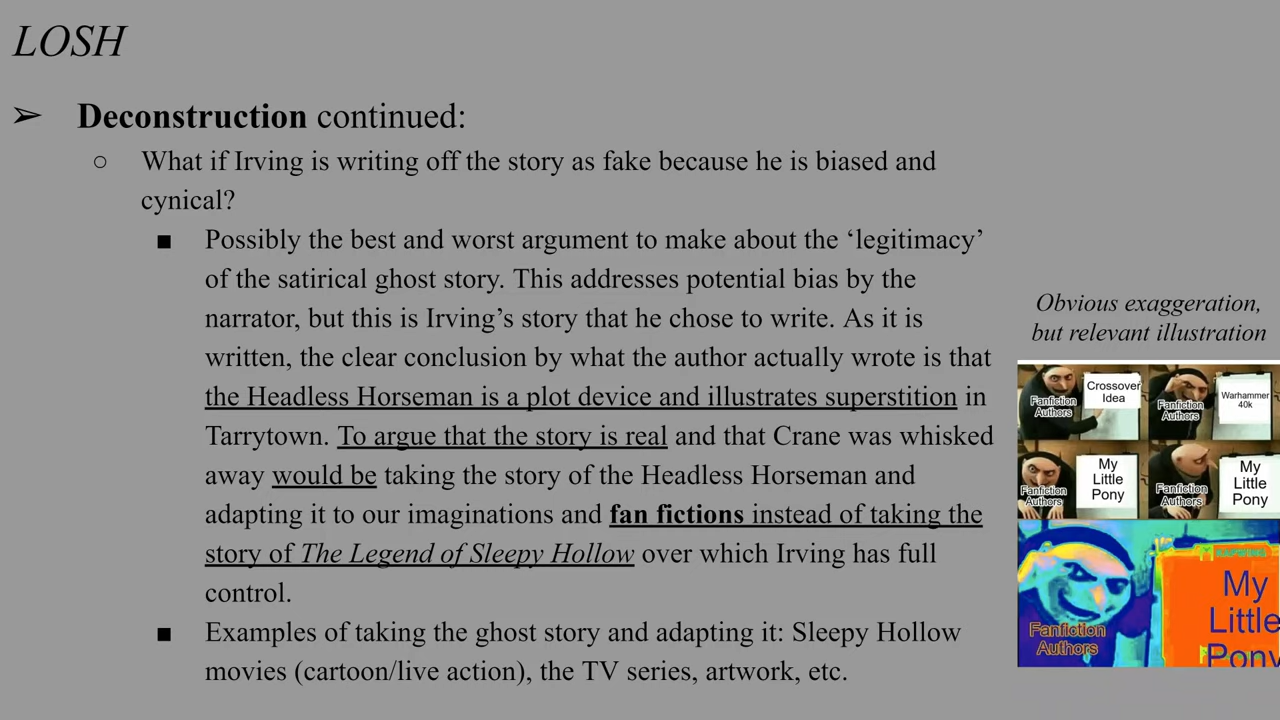 LOSH
➢ Deconstruction continued:
○ What if Irving is writing off the story as fake because he is biased and
cynical?
■ Possibly the best and worst argument to make about the ‘legitimacy’
of the satirical ghost story. This addresses potential bias by the
narrator, but this is Irving’s story that he chose to write. As it is
written, the clear conclusion by what the author actually wrote is that
the Headless Horseman is a plot device and illustrates superstition in
Tarrytown. To argue that the story is real and that Crane was whisked
away would be taking the story of the Headless Horseman and
adapting it to our imaginations and fan fictions instead of taking the
story of The Legend of Sleepy Hollow over which Irving has full
control.
■ Examples of taking the ghost story and adapting it: Sleepy Hollow
movies (cartoon/live action), the TV series, artwork, etc.
Obvious exaggeration,
but relevant illustration
Fanfiction
Authors
Crossover
Idea
Fanfiction
Authors
Warhammer
40k
Fanfiction
Authors
My
Little
Pony
Fanfiction
Authors
My
Little
Pony
Fanfiction
Authors
My
Little
Pony